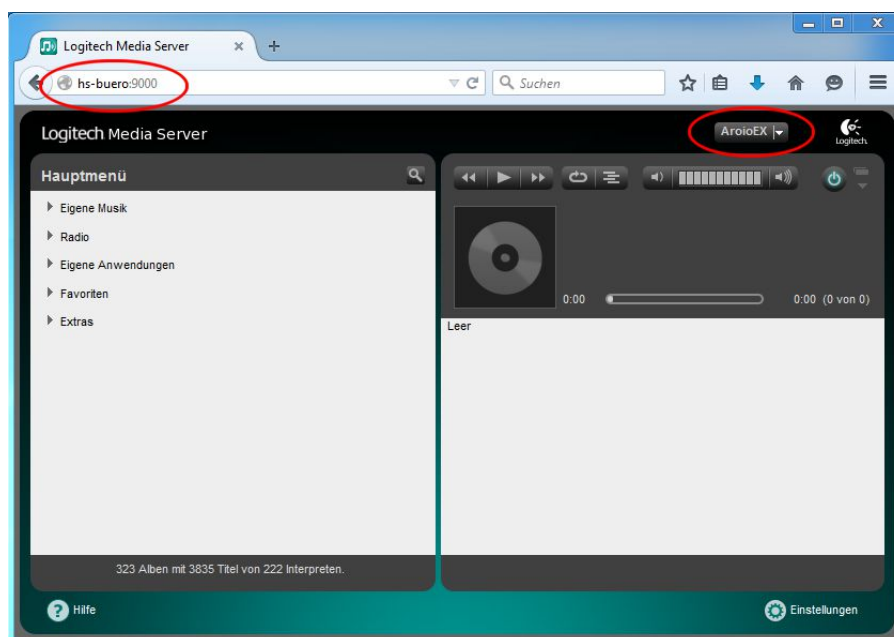 Logitech Media Server
hs-buero:9000
Suchen
Logitech Media Server
AroioEX
Logitech
Hauptmenü
Eigene Musik
Radio
Eigene Anwendungen
Favoriten
Extras
0:00
0:00 (0 von 0)
Leer
323 Alben mit 3835 Titel von 222 Interpreten.
Hilfe
Einstellungen